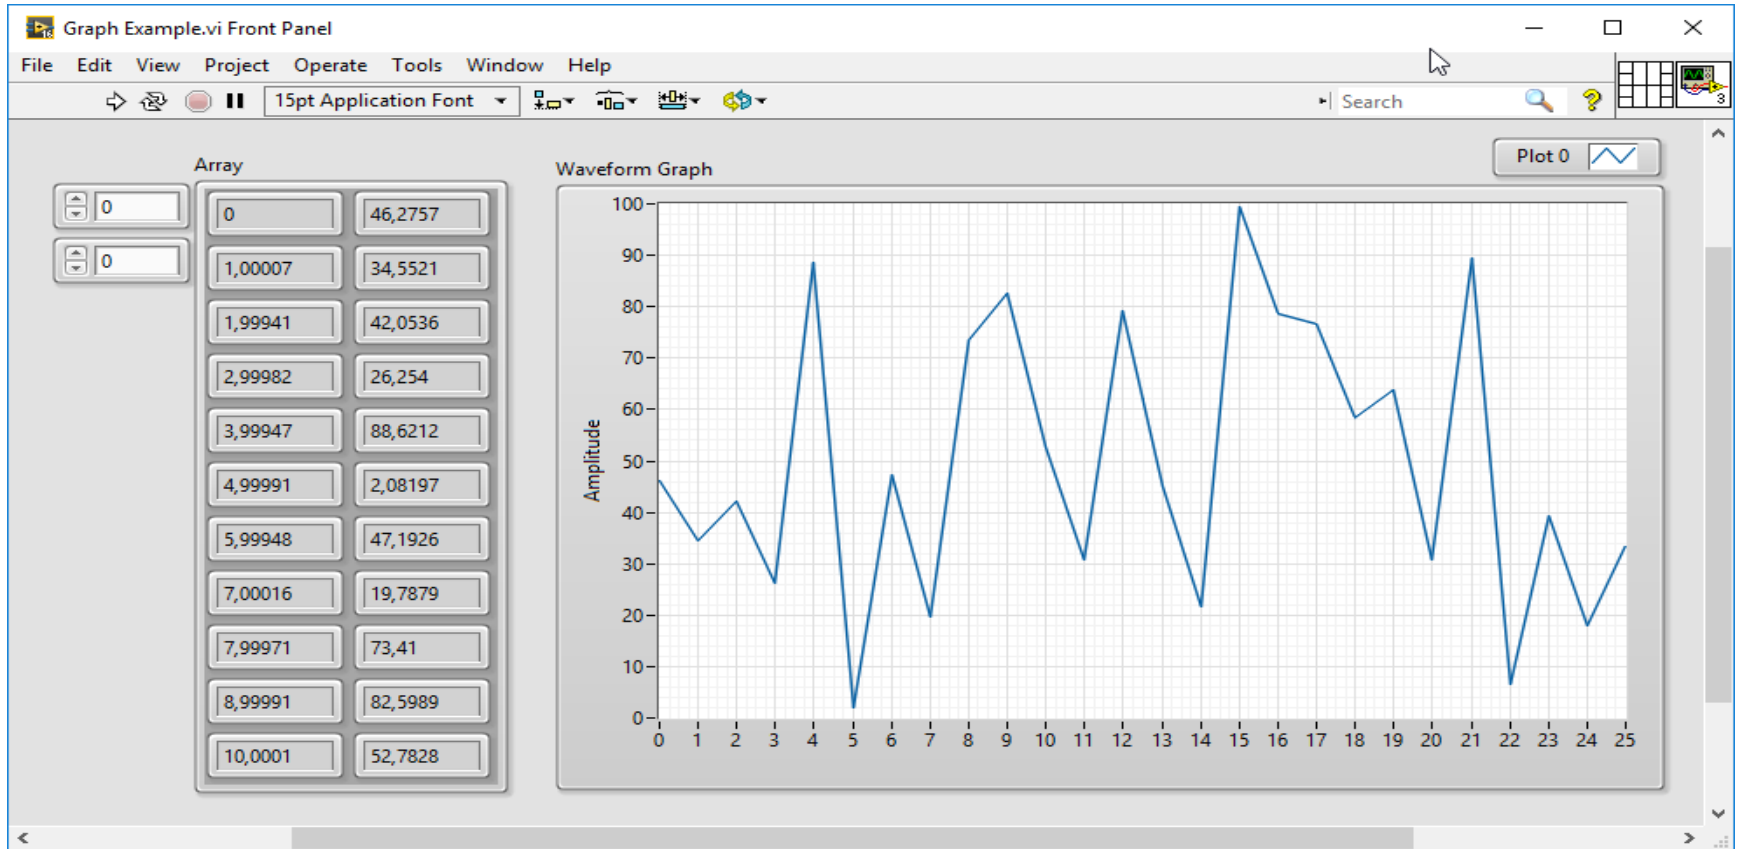 Graph Example.vi Front Panel
File Edit View Project Operate Tools Window Help
15pt Application Font
Search
16
3
Array
Waveform Graph
Plot 0
0
0
0 46,2757
1,00007 34,5521
1,99941 42,0536
2,99982 26,254
3,99947 88,6212
4,99991 2,08197
5,99948 47,1926
7,00016 19,7879
7,99971 73,41
8,99991 82,5989
10,0001 52,7828
Amplitude
100
90
80
70
60
50
40
30
20
10
0
0 1 2 3 4 5 6 7 8 9 10 11 12 13 14 15 16 17 18 19 20 21 22 23 24 25